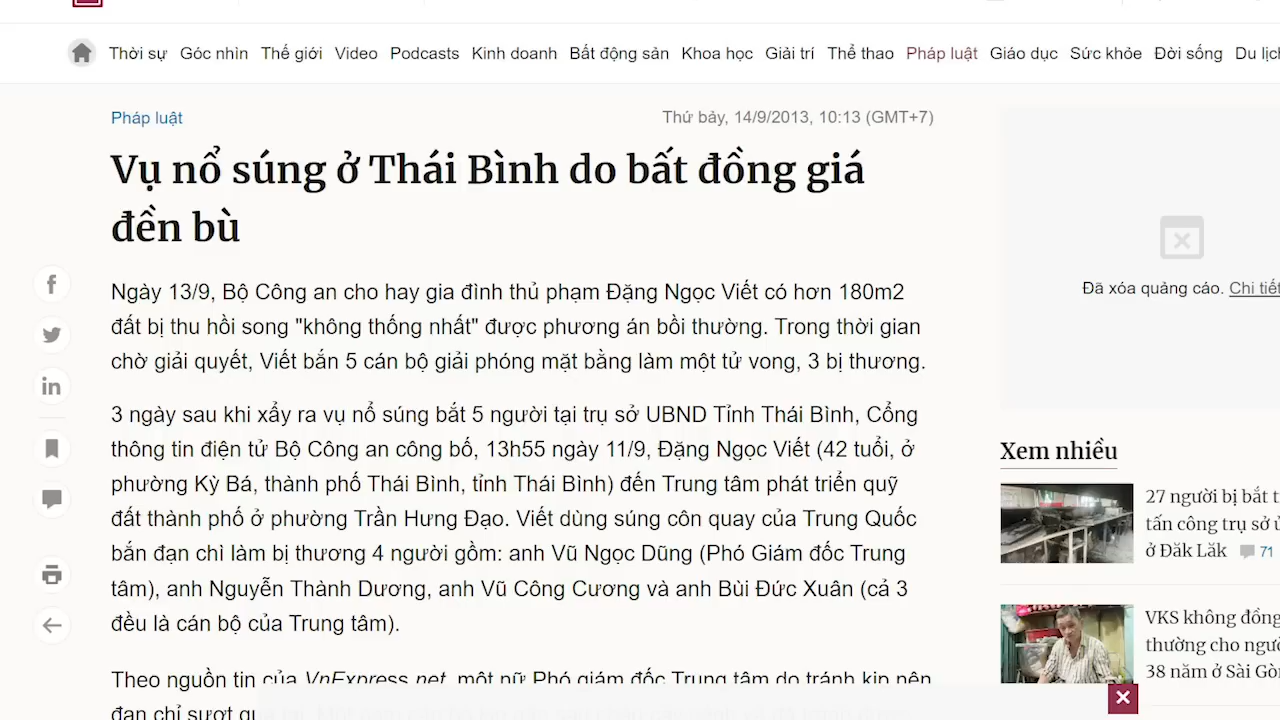 Thời sự Góc nhìn Thế giới Video Podcasts Kinh doanh Bất động sản Khoa học Giải trí Thể thao Pháp luật Giáo dục Sức khỏe Đời sống Du lịch
Pháp luật
Thứ bảy, 14/9/2013, 10:13 (GMT+7)
Vụ nổ súng ở Thái Bình do bất đồng giá
đền bù
Ngày 13/9, Bộ Công an cho hay gia đình thủ phạm Đặng Ngọc Viết có hơn 180m2
đất bị thu hồi song "không thống nhất" được phương án bồi thường. Trong thời gian
chờ giải quyết, Viết bắn 5 cán bộ giải phóng mặt bằng làm một tử vong, 3 bị thương.
3 ngày sau khi xẩy ra vụ nổ súng bắt 5 người tại trụ sở UBND Tỉnh Thái Bình, Cổng
thông tin điện tử Bộ Công an công bố, 13h55 ngày 11/9, Đặng Ngọc Viết (42 tuổi, ở
phường Kỳ Bá, thành phố Thái Bình, tỉnh Thái Bình) đến Trung tâm phát triển quỹ
đất thành phố ở phường Trần Hưng Đạo. Viết dùng súng côn quay của Trung Quốc
bắn đạn chì làm bị thương 4 người gồm: anh Vũ Ngọc Dũng (Phó Giám đốc Trung
tâm), anh Nguyễn Thành Dương, anh Vũ Công Cương và anh Bùi Đức Xuân (cả 3
đều là cán bộ của Trung tâm).
Theo nguồn tin của VnExpress.net, một nữ Phó giám đốc Trung tâm do tránh kịp nên
đạn chỉ sượt qu
Đã xóa quảng cáo. Chi tiết
Xem nhiều
27 người bị bắt
tấn công trụ sở
ở Đăk Lăk 71
VKS không đồng
thường cho
38 năm ở Sài